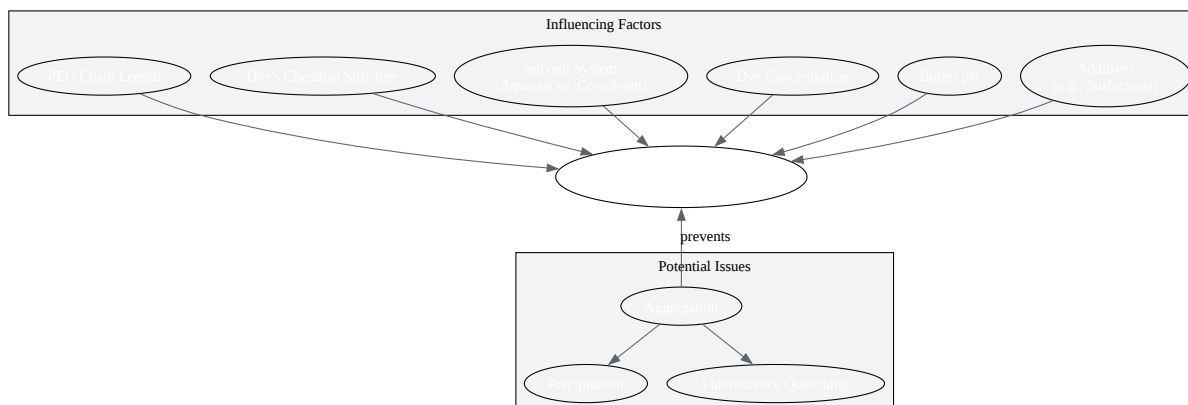 Influencing Factors
PEG Chain Length
Dye's Chemical Structure
Solvent System
(Aqueous vs. Co-solvent)
Dye Concentration
Buffer pH
Additives
(e.g., Surfactants)
prevents
Potential Issues
Aggregation
Precipitation
Fluorescence Quenching